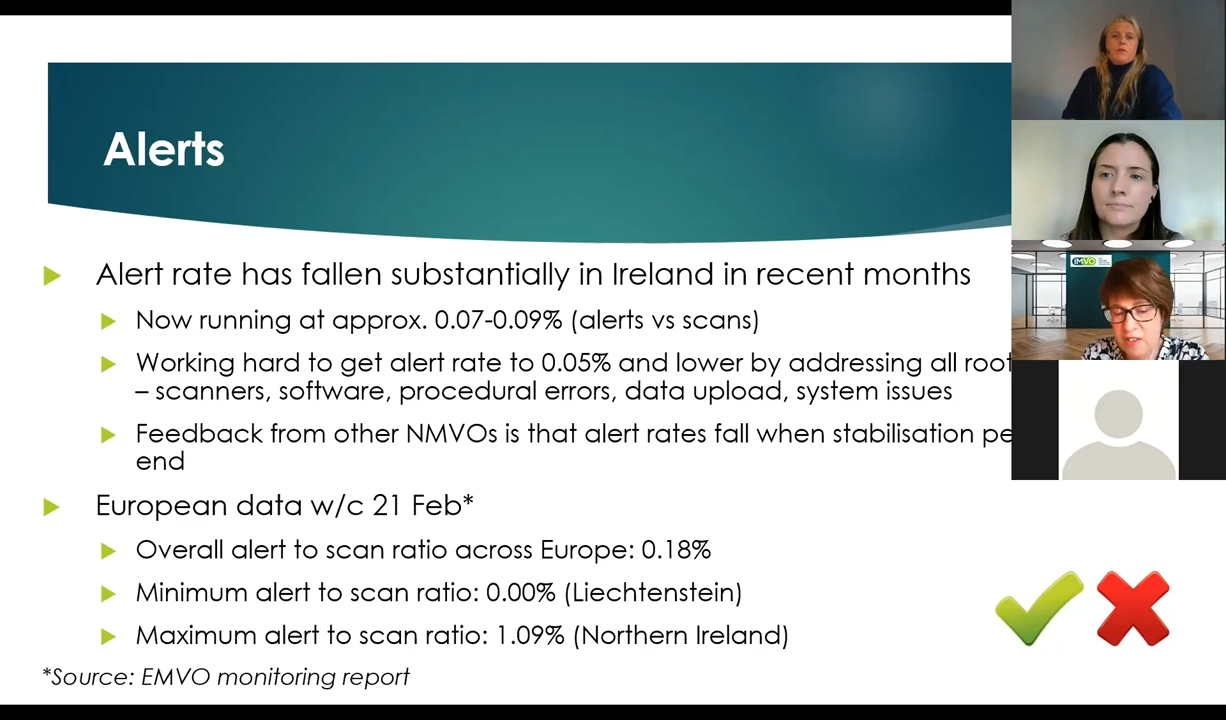 Alerts
Alert rate has fallen substantially in Ireland in recent months
Now running at approx. 0.07-0.09% (alerts vs scans)
Working hard to get alert rate to 0.05% and lower by addressing all root
– scanners, software, procedural errors, data upload, system issues
Feedback from other NMVOs is that alert rates fall when stabilisation
end
European data w/c 21 Feb*
Overall alert to scan ratio across Europe: 0.18%
Minimum alert to scan ratio: 0.00% (Liechtenstein)
Maximum alert to scan ratio: 1.09% (Northern Ireland)
*Source: EMVO monitoring report
IMVO